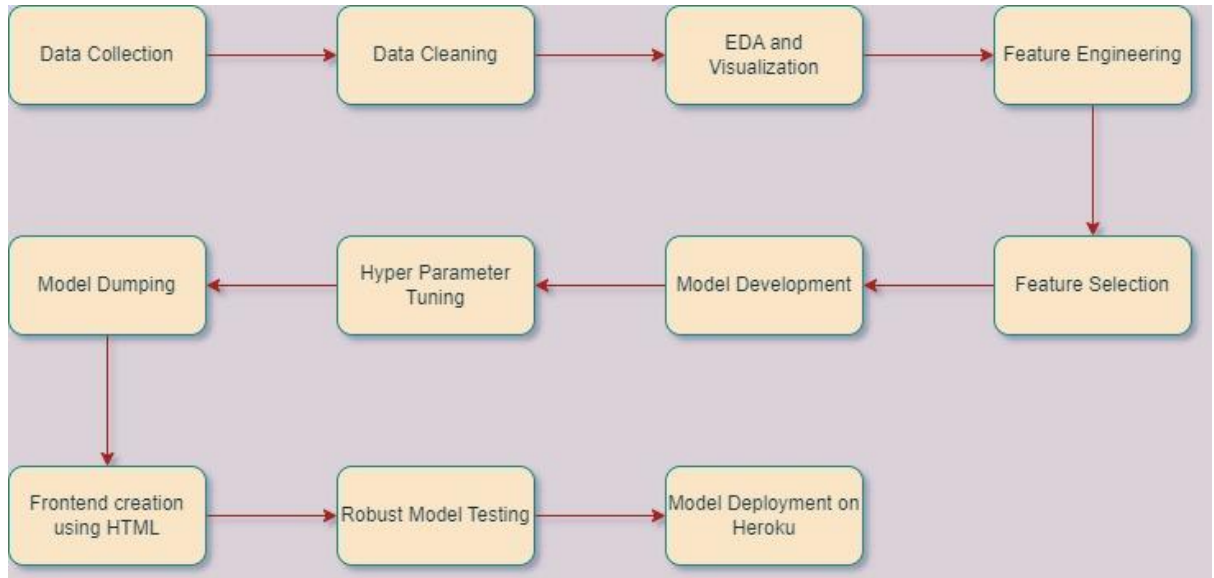 Data Collection
Data Cleaning
EDA and
Visualization
Feature Engineering
Feature Selection
Model Development
Hyper Parameter
Tuning
Model Dumping
Frontend creation
using HTML
Robust Model Testing
Model Deployment on
Heroku